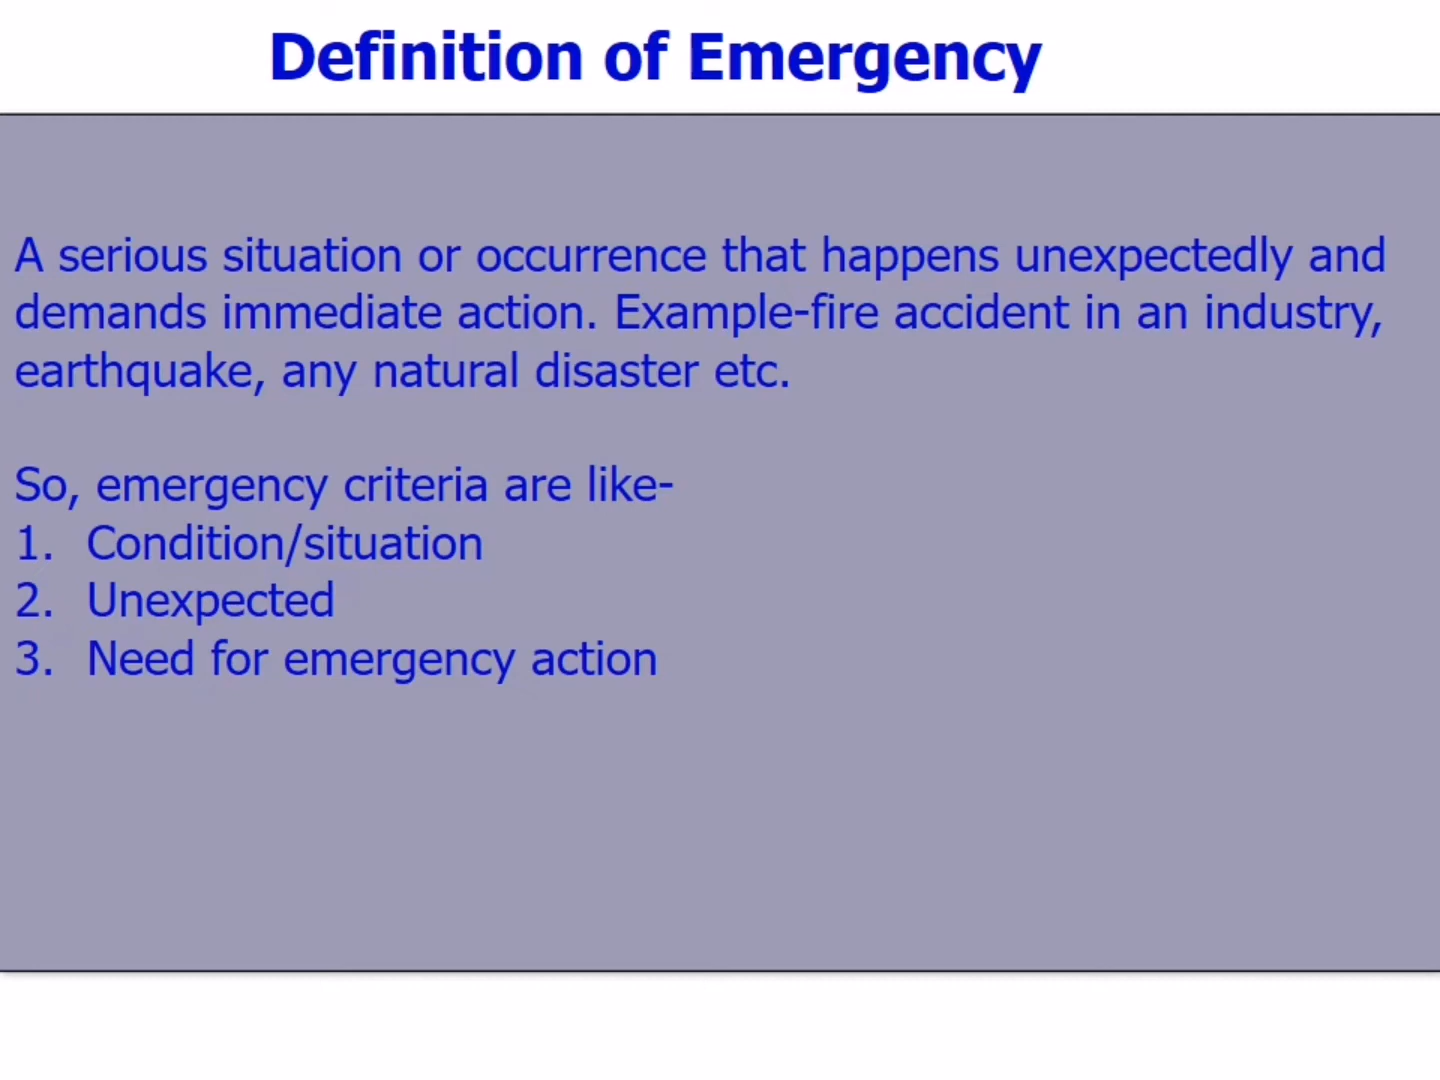 Definition of Emergency
A serious situation or occurrence that happens unexpectedly and
demands immediate action. Example-fire accident in an industry,
earthquake, any natural disaster etc.
So, emergency criteria are like-
1. Condition/situation
2. Unexpected
3. Need for emergency action